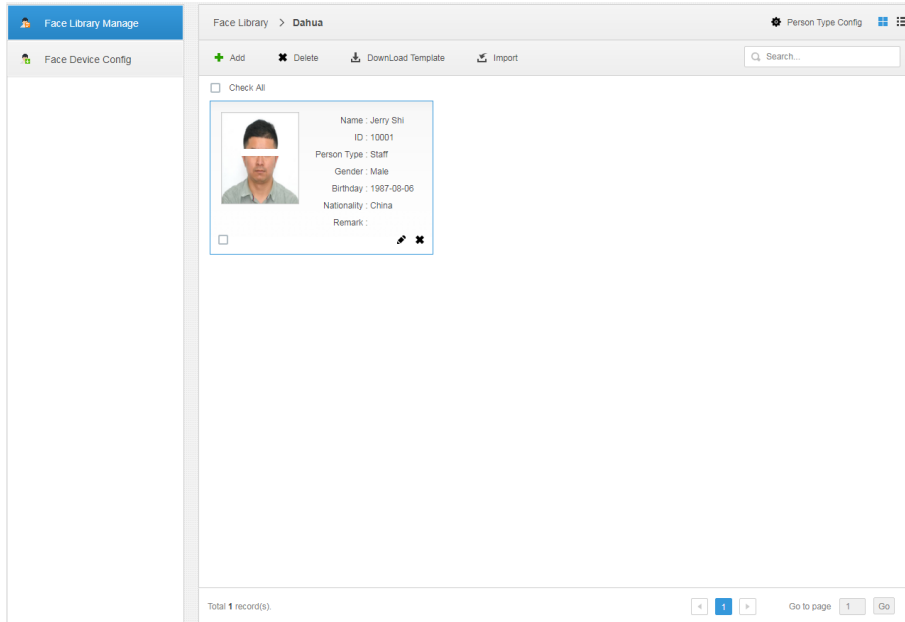 Face Library Manage
Face Device Config
Face Library > Dahua
Person Type Config
Add
Delete
DownLoad Template
Import
Search...
Check All
Name : Jerry Shi
ID : 10001
Person Type : Staff
Gender : Male
Birthday : 1987-08-06
Nationality : China
Remark :
Total 1 record(s).
1
Go to page 1 Go